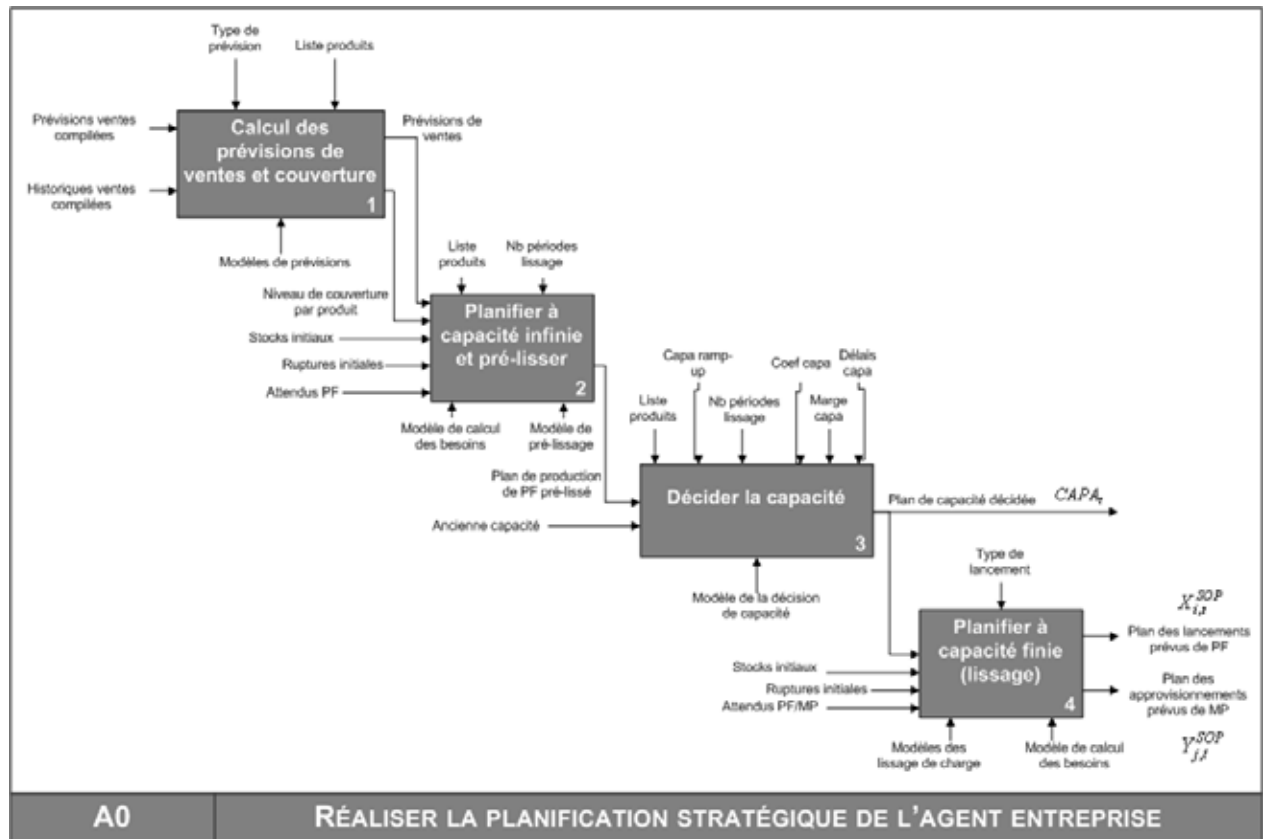 Type de
prévision
Liste produits
Prévisions ventes
compilées
Historiques ventes
compilées
Calcul des
prévisions de
ventes et couverture
1
Prévisions de
ventes
Modèles de prévisions
Liste
produits
Nb périodes
lissage
Niveau de couverture
par produit
Stocks initiaux
Ruptures initiales
Attendus PF
Planifier à
capacité infinie
et pré-lisser
2
Modèle de calcul
des besoins
Modèle de
pré-lissage
Capa ramp-
up
Coef capa
Délais
capa
Liste
produits
Nb périodes
lissage
Marge
capa
Plan de production
de PF pré-lissé
Ancienne capacité
Décider la capacité
3
Plan de capacité décidée
CAPAₜ
Modèle de la décision
de capacité
Type de
lancement
Stocks initiaux
Ruptures initiales
Attendus PF/MP
Planifier à
capacité finie
(lissage)
4
X_{i,t}^{SOP}
Plan des lancements
prévus de PF
Plan des
approvisionnements
prévus de MP
Y_{j,t}^{SOP}
Modèles des
lissage de charge
Modèle de calcul
des besoins
A0
RÉALISER LA PLANIFICATION STRATÉGIQUE DE L'AGENT ENTREPRISE